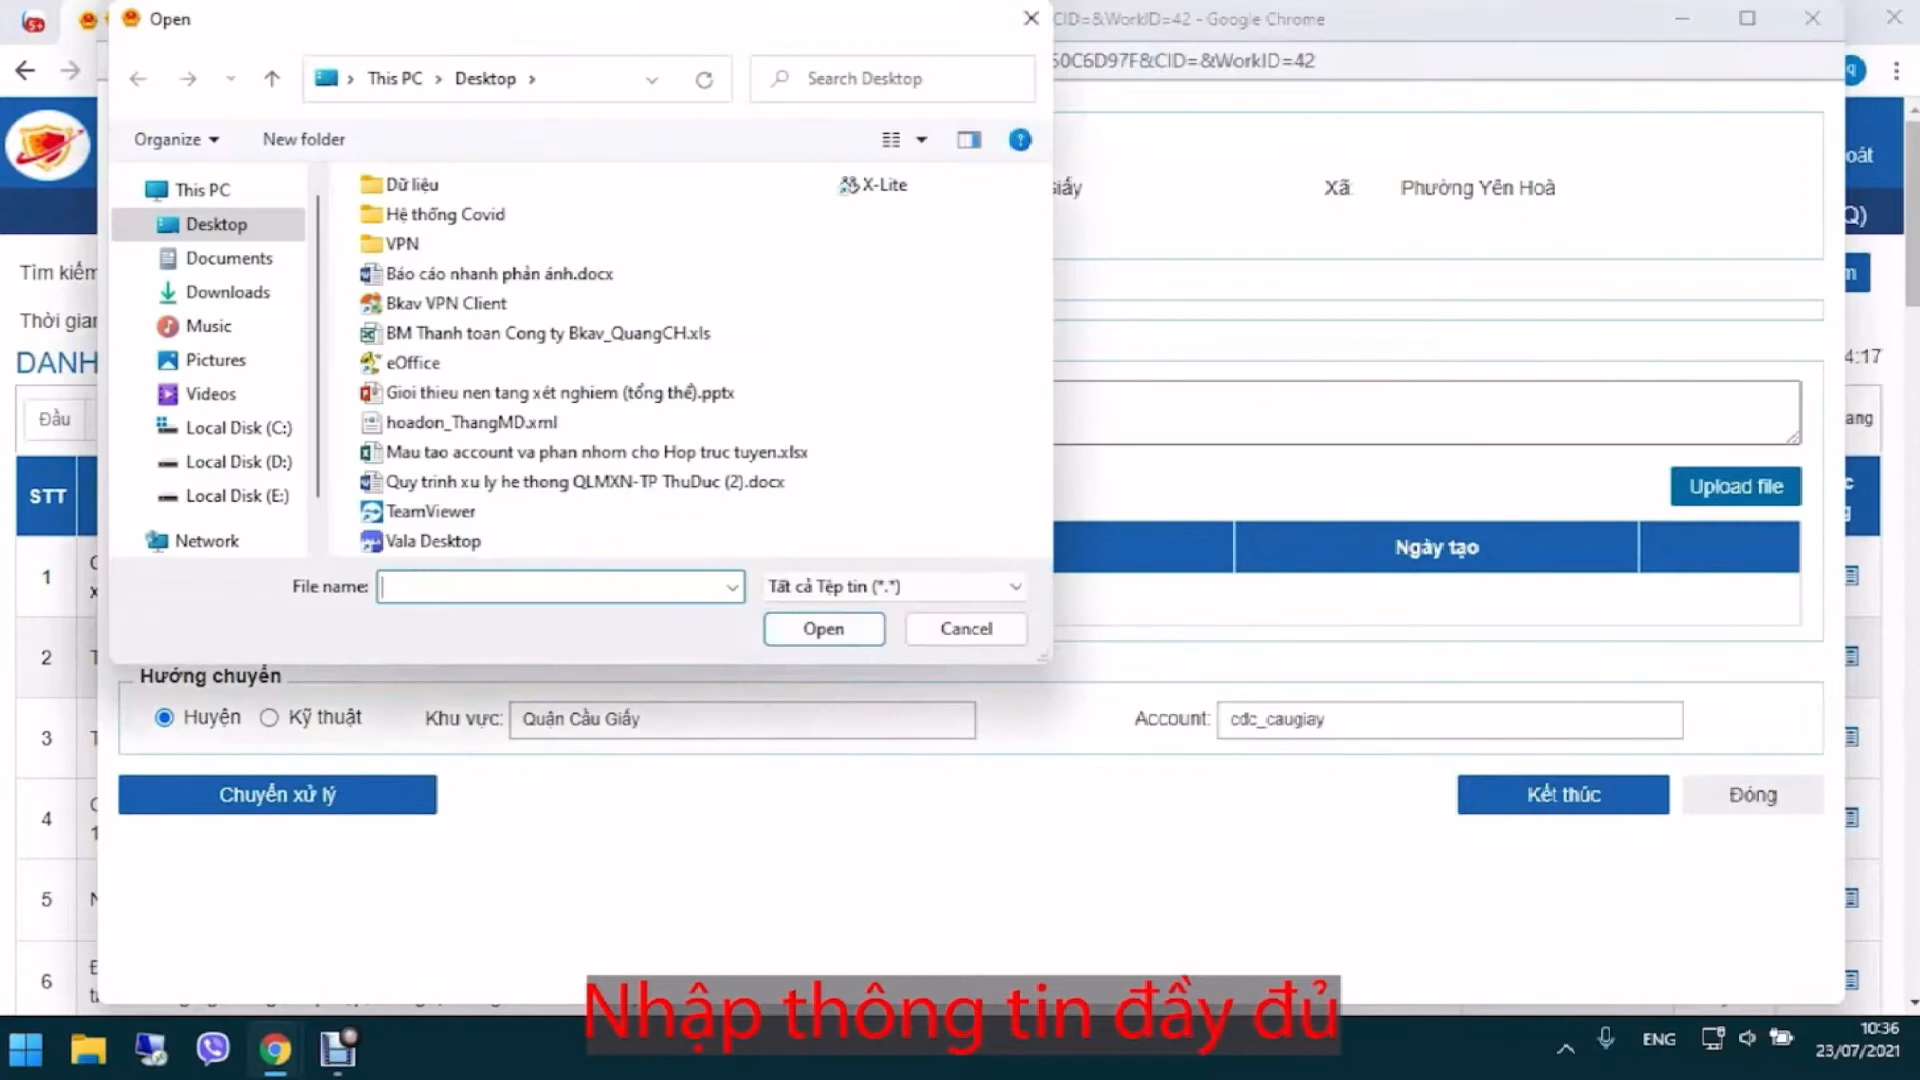 Open
CID=&WorkID=42 - Google Chrome
This PC > Desktop >
Search Desktop
50C6D97F&CID=&WorkID=42
q
Organize
New folder
oát
This PC
Desktop
Documents
Downloads
Music
Pictures
Videos
Local Disk (C:)
Local Disk (D:)
Local Disk (E:)
Network
Dữ liệu
Hệ thống Covid
VPN
Báo cáo nhanh phản ánh.docx
Bkav VPN Client
BM Thanh toan Cong ty Bkav_QuangCH.xls
eOffice
Gioi thieu nen tang xét nghiem (tổng thể).pptx
hoadon_ThangMD.xml
Mau tao account va phan nhom cho Hop truc tuyen.xlsx
Quy trinh xu ly he thong QLMXN-TP ThuDuc (2).docx
TeamViewer
Vala Desktop
X-Lite
Xã: Phường Yên Hoà
Q)
Tìm kiếm
Thời gian
DANH
4:17
Đầu
ang
STT
Upload file
Ngày tạo
File name:
Tất cả Tệp tin (*.*)
Open
Cancel
1
2
3
4
5
6
Hướng chuyển
Huyện
Kỹ thuật
Khu vực: Quận Cầu Giấy
Account: cdc_caugiay
Chuyển xử lý
Kết thúc
Đóng
Nhập thông tin đầy đủ
ENG
10:36
23/07/2021